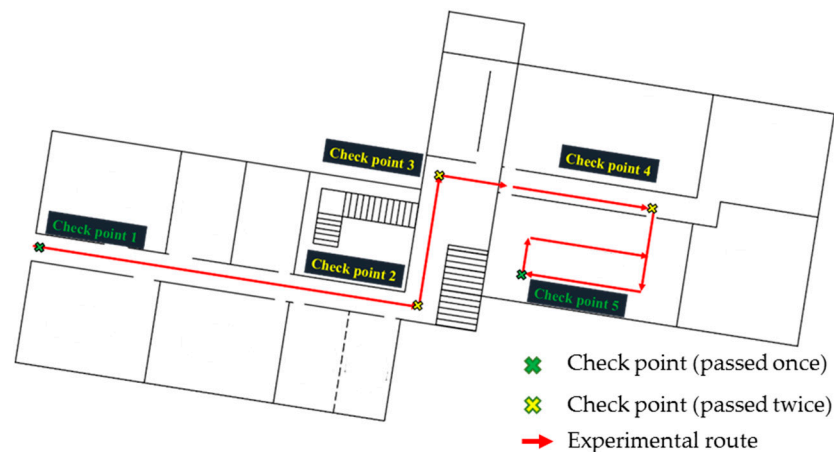 Check point 3
Check point 4
Check point 1
Check point 2
Check point 5
Check point (passed once)
Check point (passed twice)
Experimental route